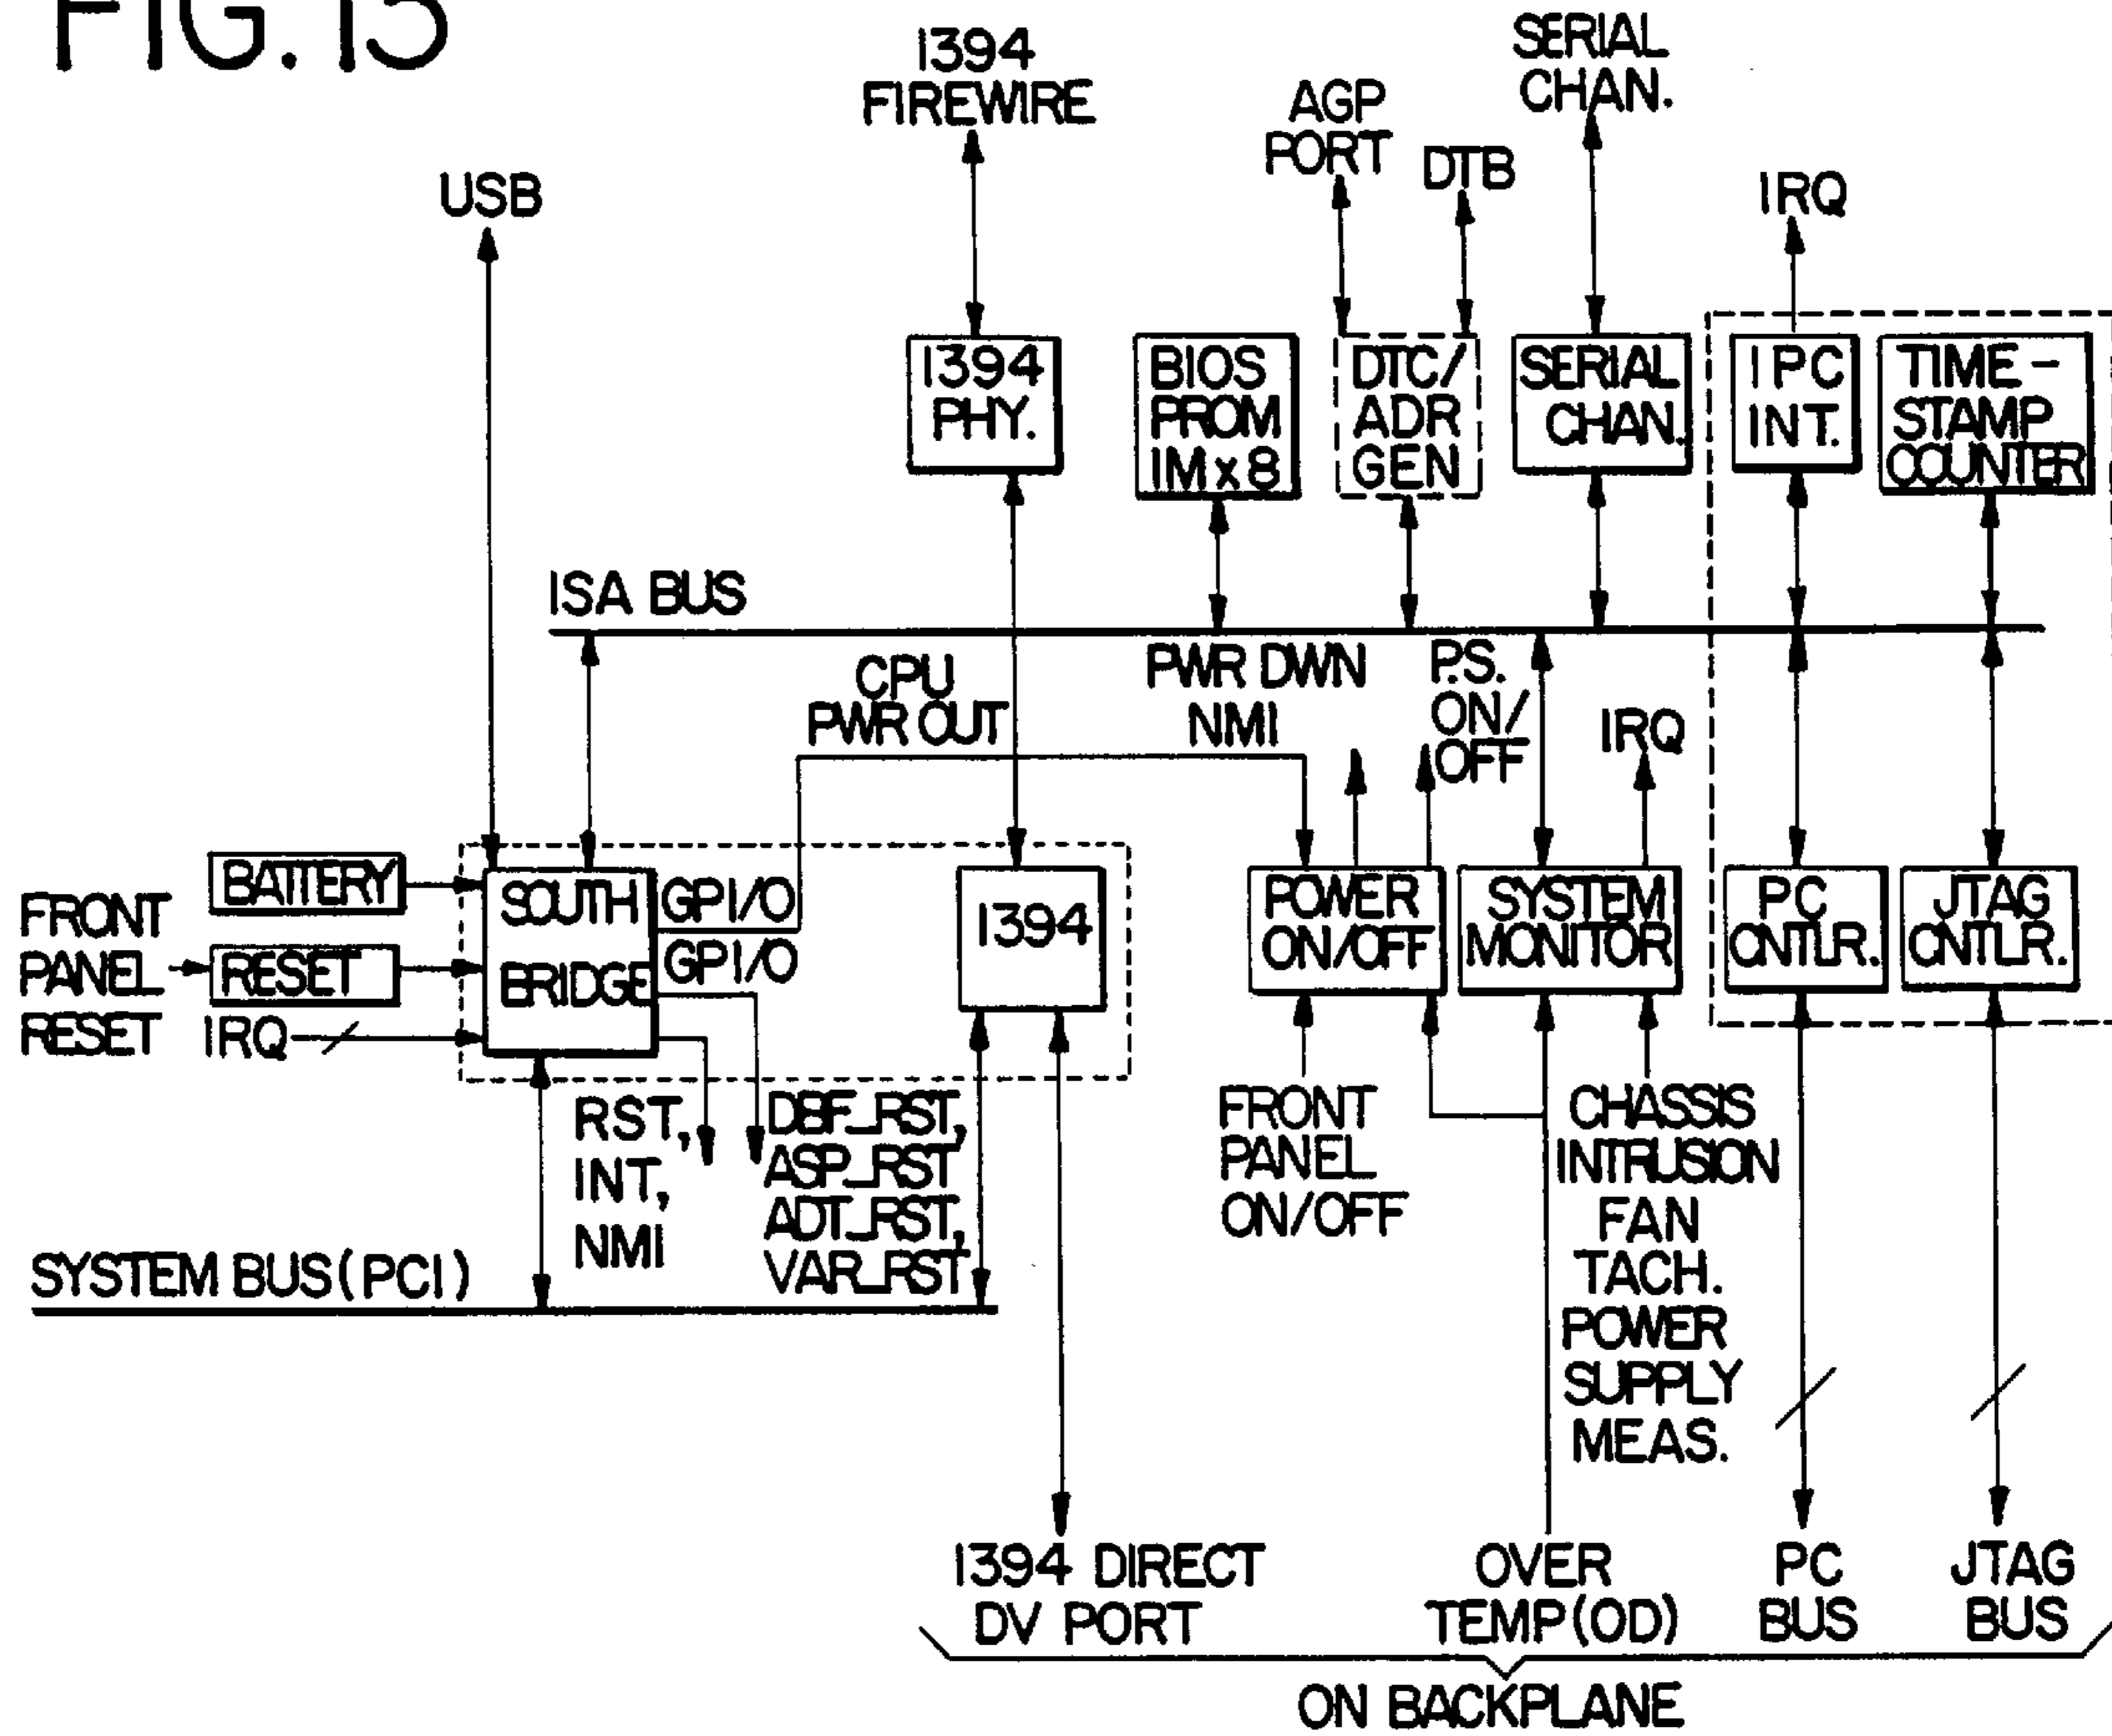 FIG. 13
1394
FIREWIRE
SERIAL
CHAN.
AGP
PORT
DTB
USB
IRQ
1394
PHY.
BIOS
PROM
1M x 8
DTC/
ADR
GEN
SERIAL
CHAN.
IPC
INT.
TIME-
STAMP
COUNTER
ISA BUS
CPU
PWR OUT
PWR DWN
NMI
P.S.
ON/
OFF
IRQ
BATTERY
FRONT
PANEL
RESET
RESET
IRQ
SOUTH
BRIDGE
GPI/O
GPI/O
1394
POWER
ON/OFF
SYSTEM
MONITOR
PC
CNTLR.
JTAG
CNTLR.
RST,
INT,
NMI
DBF_RST,
ASP_RST
ADT_RST,
VAR_RST
FRONT
PANEL
ON/OFF
CHASSIS
INTRUSION
FAN
TACH.
POWER
SUPPLY
MEAS.
SYSTEM BUS (PCI)
1394 DIRECT
DV PORT
OVER
TEMP (OD)
PC
BUS
JTAG
BUS
ON BACKPLANE